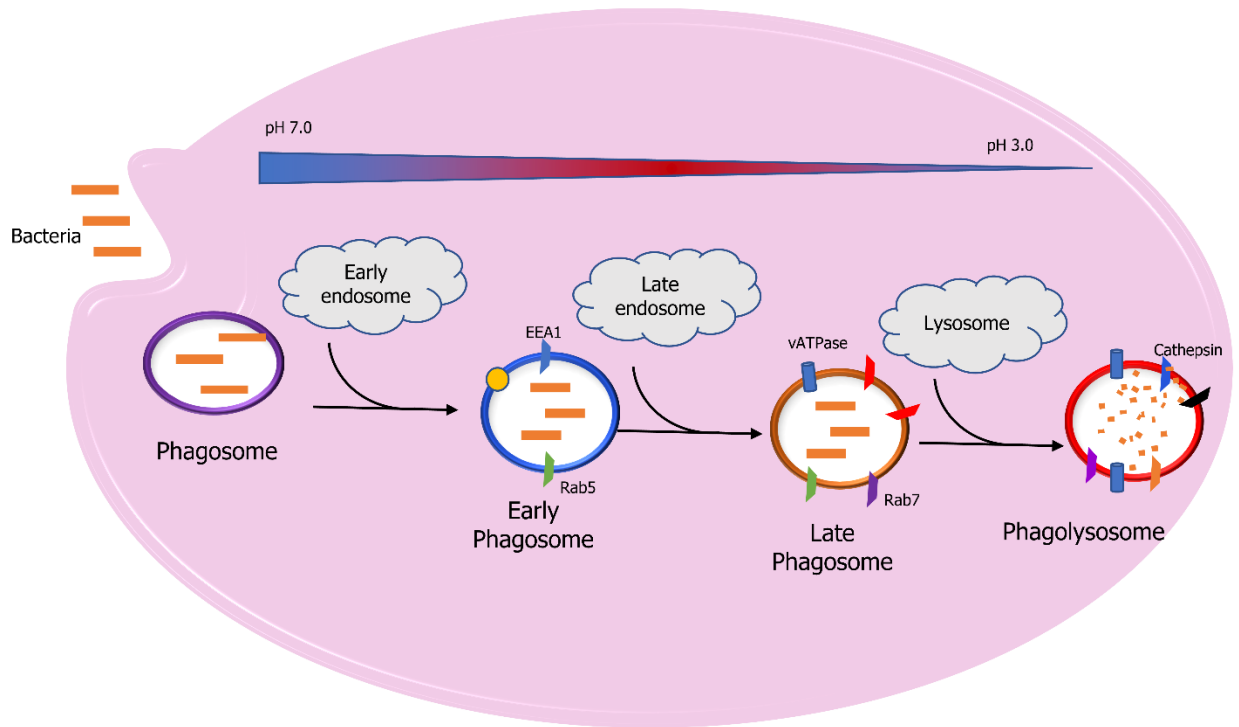 pH 7.0
pH 3.0
Bacteria
Early
endosome
Late
endosome
Lysosome
EEA1
vATPase
Cathepsin
Phagosome
Rab5
Early
Phagosome
Rab7
Late
Phagosome
Phagolysosome